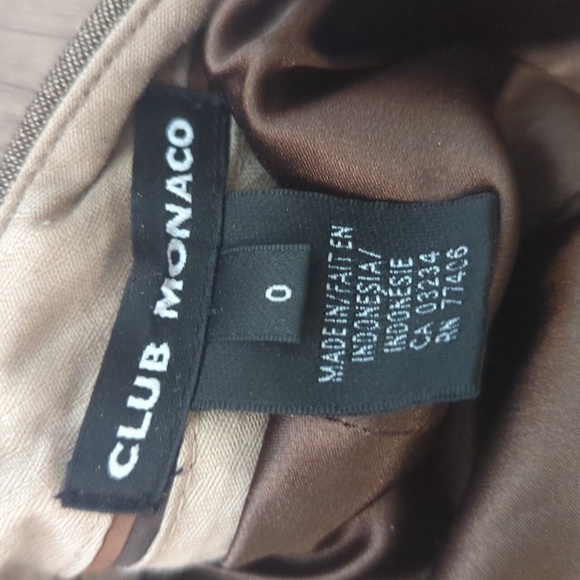 CLUB MONACO
0
MADE IN/FAIT EN
INDONESIA/
INDONESIE
CA 03234
RN 77406